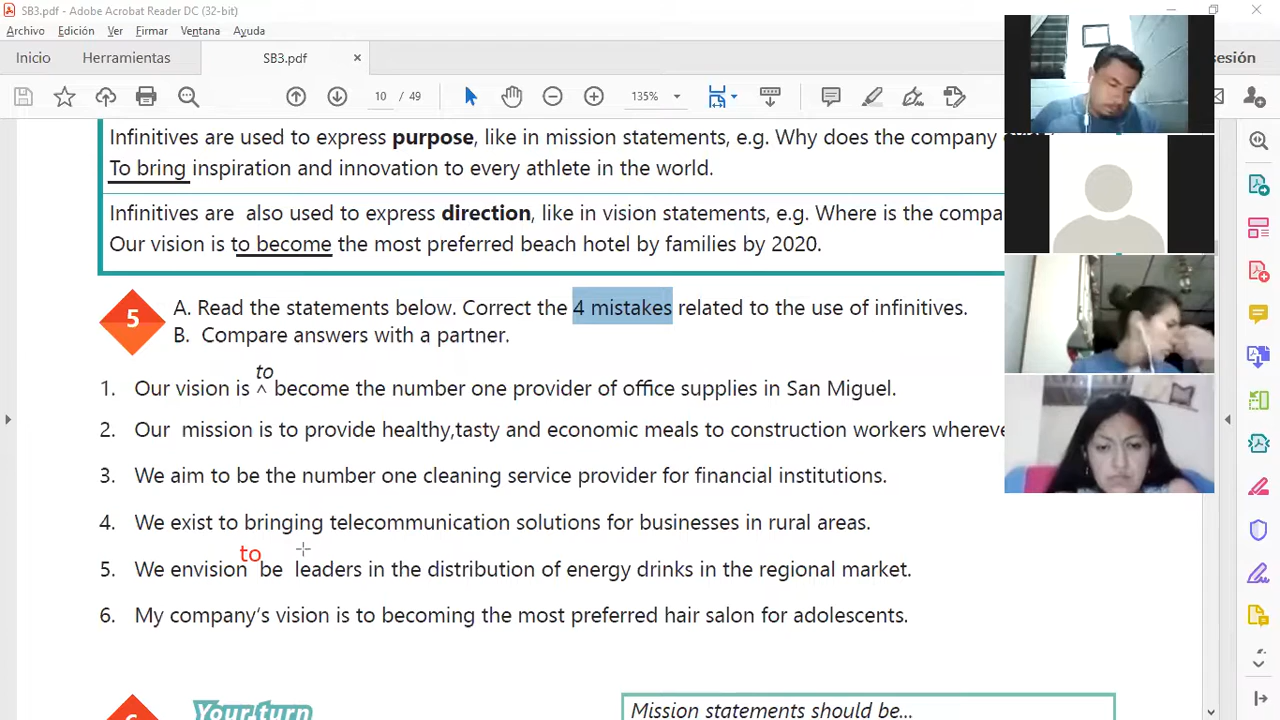 SB3.pdf - Adobe Acrobat Reader DC (32-bit)
Archivo Edición Ver Firmar Ventana Ayuda
Inicio Herramientas SB3.pdf × sesión
10 / 49 135%
Infinitives are used to express purpose, like in mission statements, e.g. Why does the company
To bring inspiration and innovation to every athlete in the world.
Infinitives are also used to express direction, like in vision statements, e.g. Where is the compa
Our vision is to become the most preferred beach hotel by families by 2020.
5 A. Read the statements below. Correct the 4 mistakes related to the use of infinitives.
B. Compare answers with a partner.
to
1. Our vision is ^ become the number one provider of office supplies in San Miguel.
2. Our mission is to provide healthy,tasty and economic meals to construction workers whereve
3. We aim to be the number one cleaning service provider for financial institutions.
4. We exist to bringing telecommunication solutions for businesses in rural areas.
to
5. We envision be leaders in the distribution of energy drinks in the regional market.
6. My company's vision is to becoming the most preferred hair salon for adolescents.
6 Your turn
Mission statements should be...